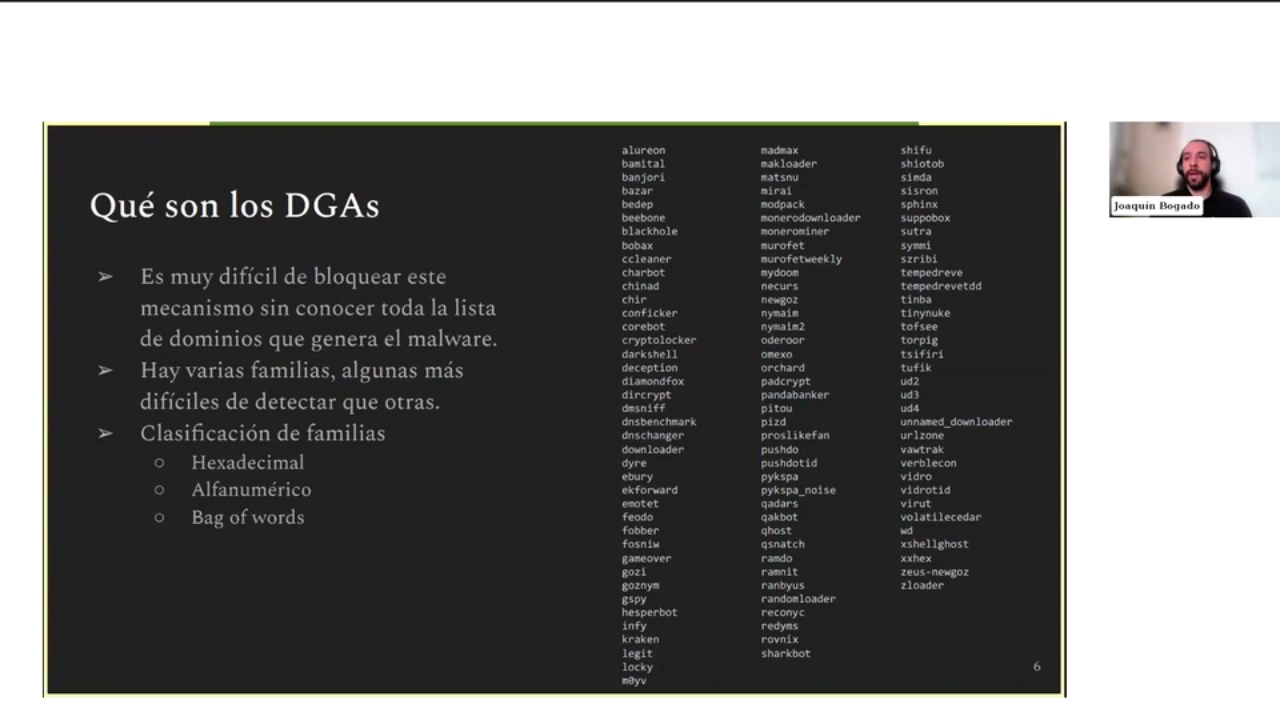 Qué son los DGAs
➢ Es muy difícil de bloquear este
mecanismo sin conocer toda la lista
de dominios que genera el malware.
➢ Hay varias familias, algunas más
difíciles de detectar que otras.
➢ Clasificación de familias
○ Hexadecimal
○ Alfanumérico
○ Bag of words
alureon
bamital
banjori
bazar
bedep
beebone
blackhole
bobax
ccleaner
charbot
chinad
chir
conficker
corebot
cryptolocker
darkshell
deception
diamondfox
dircrypt
dmsniff
dnsbenchmark
dnschanger
downloader
dyre
ebury
ekforward
emotet
feodo
fobber
fosniw
gameover
gozi
goznym
gspy
hesperbot
infy
kraken
legit
locky
m0yv
madmax
makloader
matsnu
mirai
modpack
monerodownloader
monerominer
murofet
murofetweekly
mydoom
necurs
newgoz
nymaim
nymaim2
oderoor
omexo
orchard
padcrypt
pandabanker
pitou
pizd
proslikefan
pushdo
pushdotid
pykspa
pykspa_noise
qadars
qakbot
qhost
qsnatch
ramdo
ramnit
ranbyus
randomloader
reconyc
redyms
rovnix
sharkbot
shifu
shiotob
simda
sisron
sphinx
suppobox
sutra
symmi
szribi
tempedreve
tempedrevetdd
tinba
tinynuke
tofsee
torpig
tsifiri
tufik
ud2
ud3
ud4
unnamed_downloader
urlzone
vawtrak
verblecon
vidro
vidrotid
virut
volatilecedar
wd
xshellghost
xxhex
zeus-newgoz
zloader
6
Joaquín Bogado